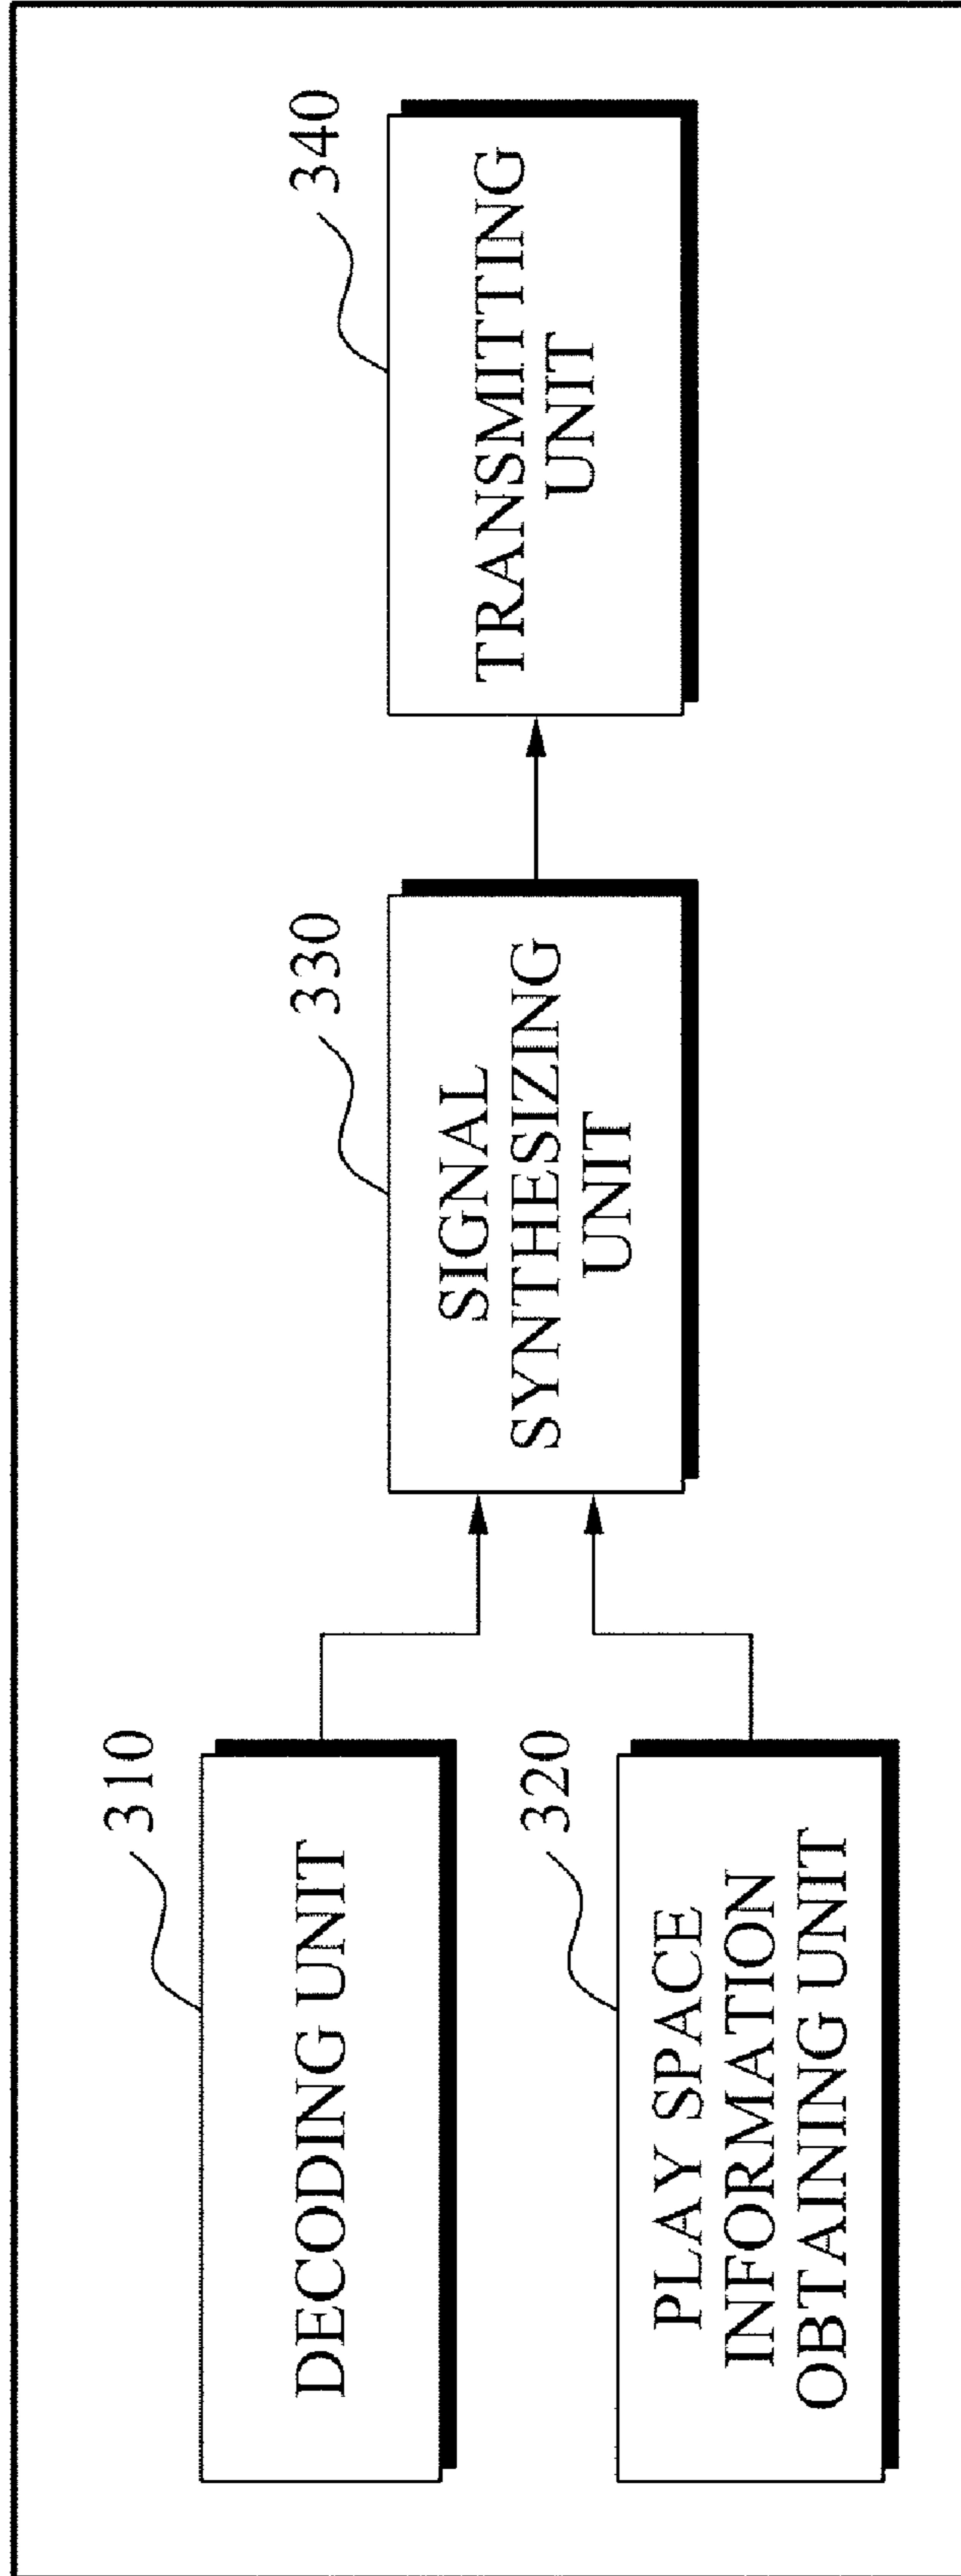 310
DECODING UNIT
320
PLAY SPACE
INFORMATION
OBTAINING UNIT
330
SIGNAL
SYNTHESIZING
UNIT
340
TRANSMITTING
UNIT